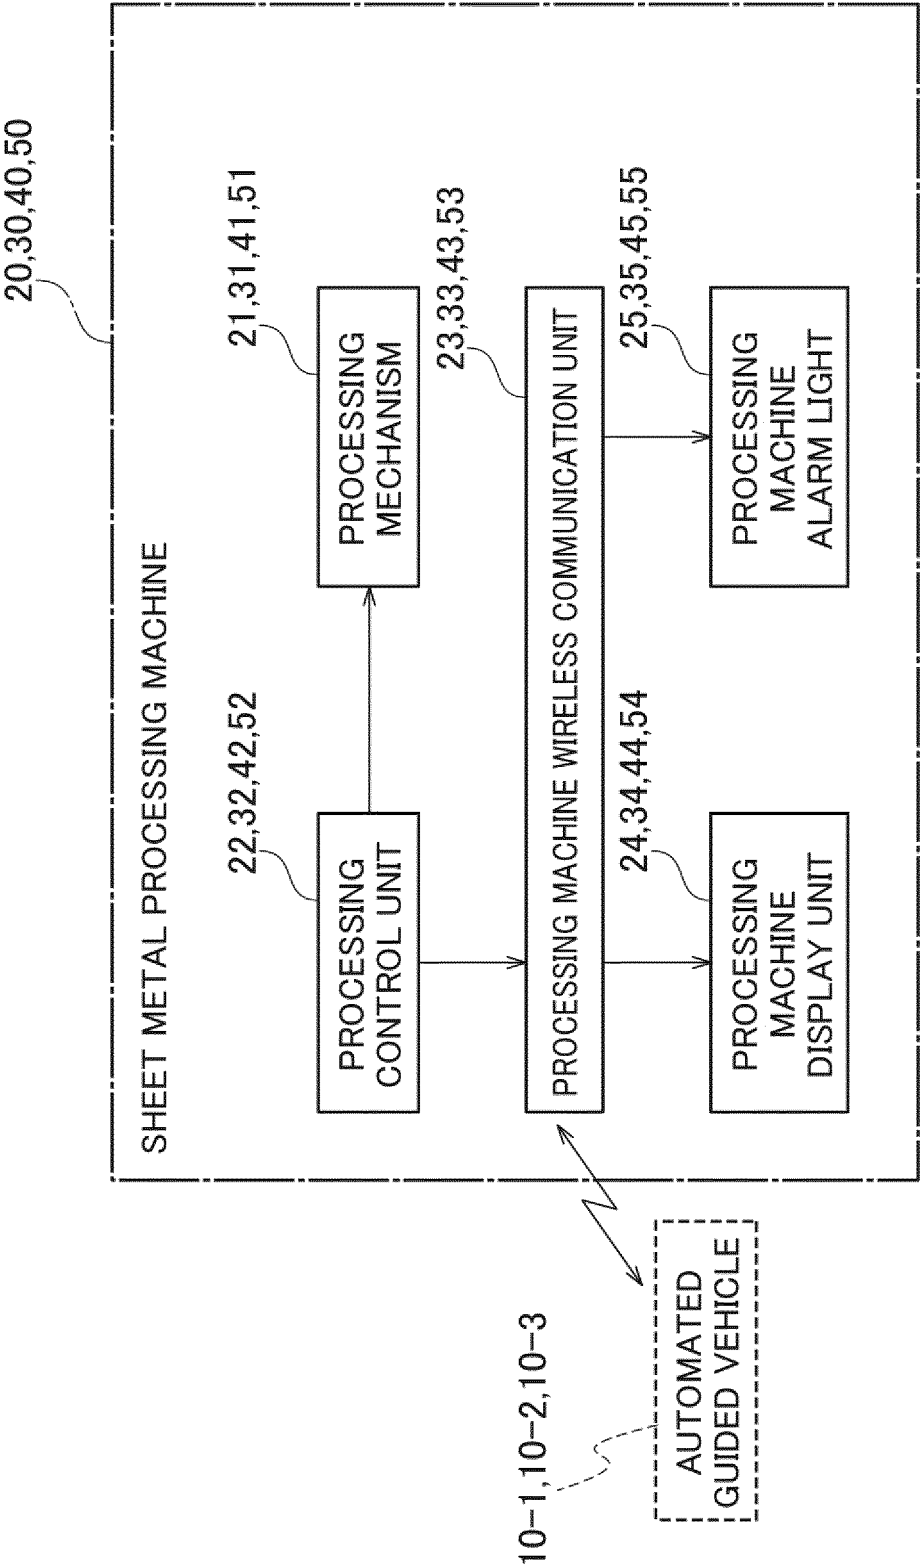 20,30,40,50
SHEET METAL PROCESSING MACHINE
22,32,42,52
PROCESSING
CONTROL UNIT
21,31,41,51
PROCESSING
MECHANISM
23,33,43,53
PROCESSING MACHINE WIRELESS COMMUNICATION UNIT
24,34,44,54
PROCESSING
MACHINE
DISPLAY UNIT
25,35,45,55
PROCESSING
MACHINE
ALARM LIGHT
10-1,10-2,10-3
AUTOMATED
GUIDED VEHICLE